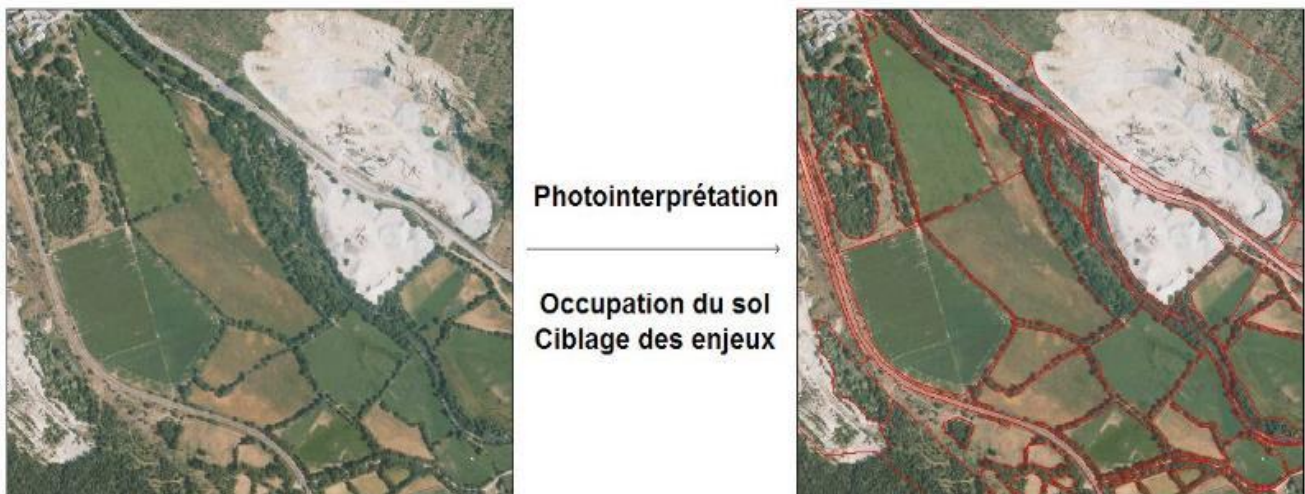 Photointerprétation
Occupation du sol
Ciblage des enjeux